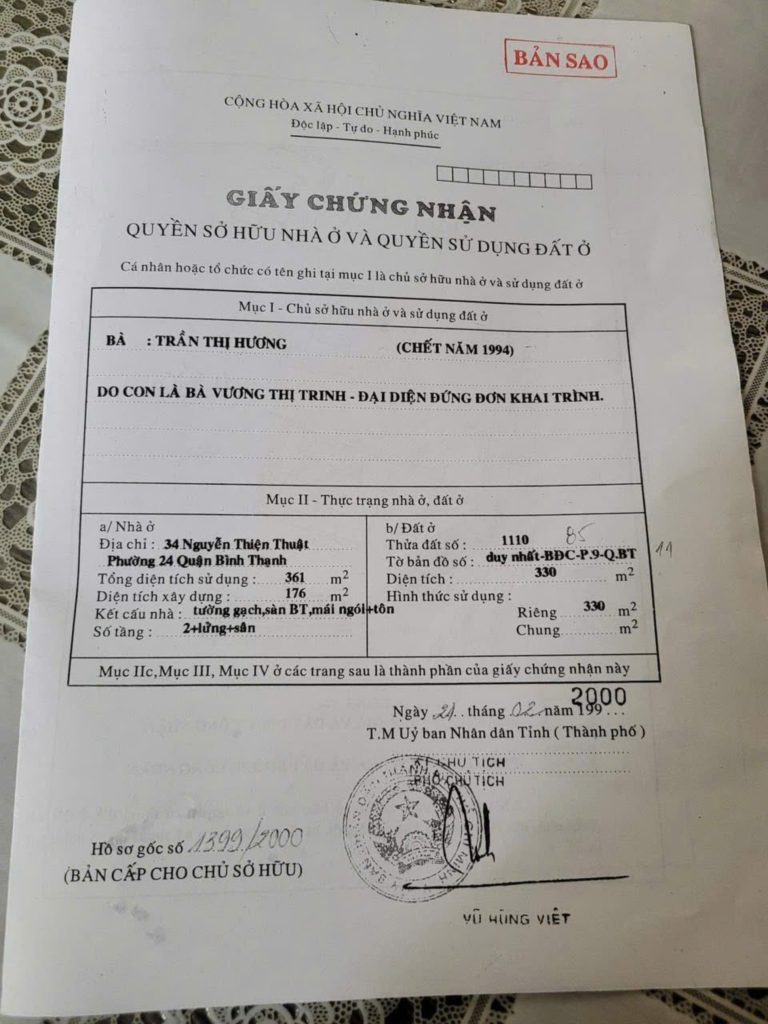 BẢN SAO
CỘNG HÒA XÃ HỘI CHỦ NGHĨA VIỆT NAM
Độc lập - Tự do - Hạnh phúc
GIẤY CHỨNG NHẬN
QUYỀN SỞ HỮU NHÀ Ở VÀ QUYỀN SỬ DỤNG ĐẤT Ở
Cá nhân hoặc tổ chức có tên ghi tại mục I là chủ sở hữu nhà ở và sử dụng đất ở
Mục I - Chủ sở hữu nhà ở và sử dụng đất ở
BÀ : TRẦN THỊ HƯƠNG (CHẾT NĂM 1994)
DO CON LÀ BÀ VƯƠNG THỊ TRINH - ĐẠI DIỆN ĐỨNG ĐƠN KHAI TRÌNH.
Mục II - Thực trạng nhà ở, đất ở
a/ Nhà ở
Địa chỉ : 34 Nguyễn Thiện Thuật
Phường 24 Quận Bình Thạnh
Tổng diện tích sử dụng : 361 m2
Diện tích xây dựng : 176 m2
Kết cấu nhà : tường gạch,sàn BT,mái ngói+tôn
Số tầng : 2+lửng+sân
b/ Đất ở
Thửa đất số : 1110 85
Tờ bản đồ số : duy nhất-BĐC-P.9-Q.BT 11
Diện tích : 330 m2
Hình thức sử dụng :
Riêng 330 m2
Chung m2
Mục IIc,Mục III, Mục IV ở các trang sau là thành phần của giấy chứng nhận này
2000
Ngày 21 tháng 02 năm 199
T.M Uỷ ban Nhân dân Tỉnh ( Thành phố )
KT CHỦ TỊCH
PHÓ CHỦ TỊCH
Hồ sơ gốc số 1399/2000
(BẢN CẤP CHO CHỦ SỞ HỮU)
VŨ HÙNG VIỆT